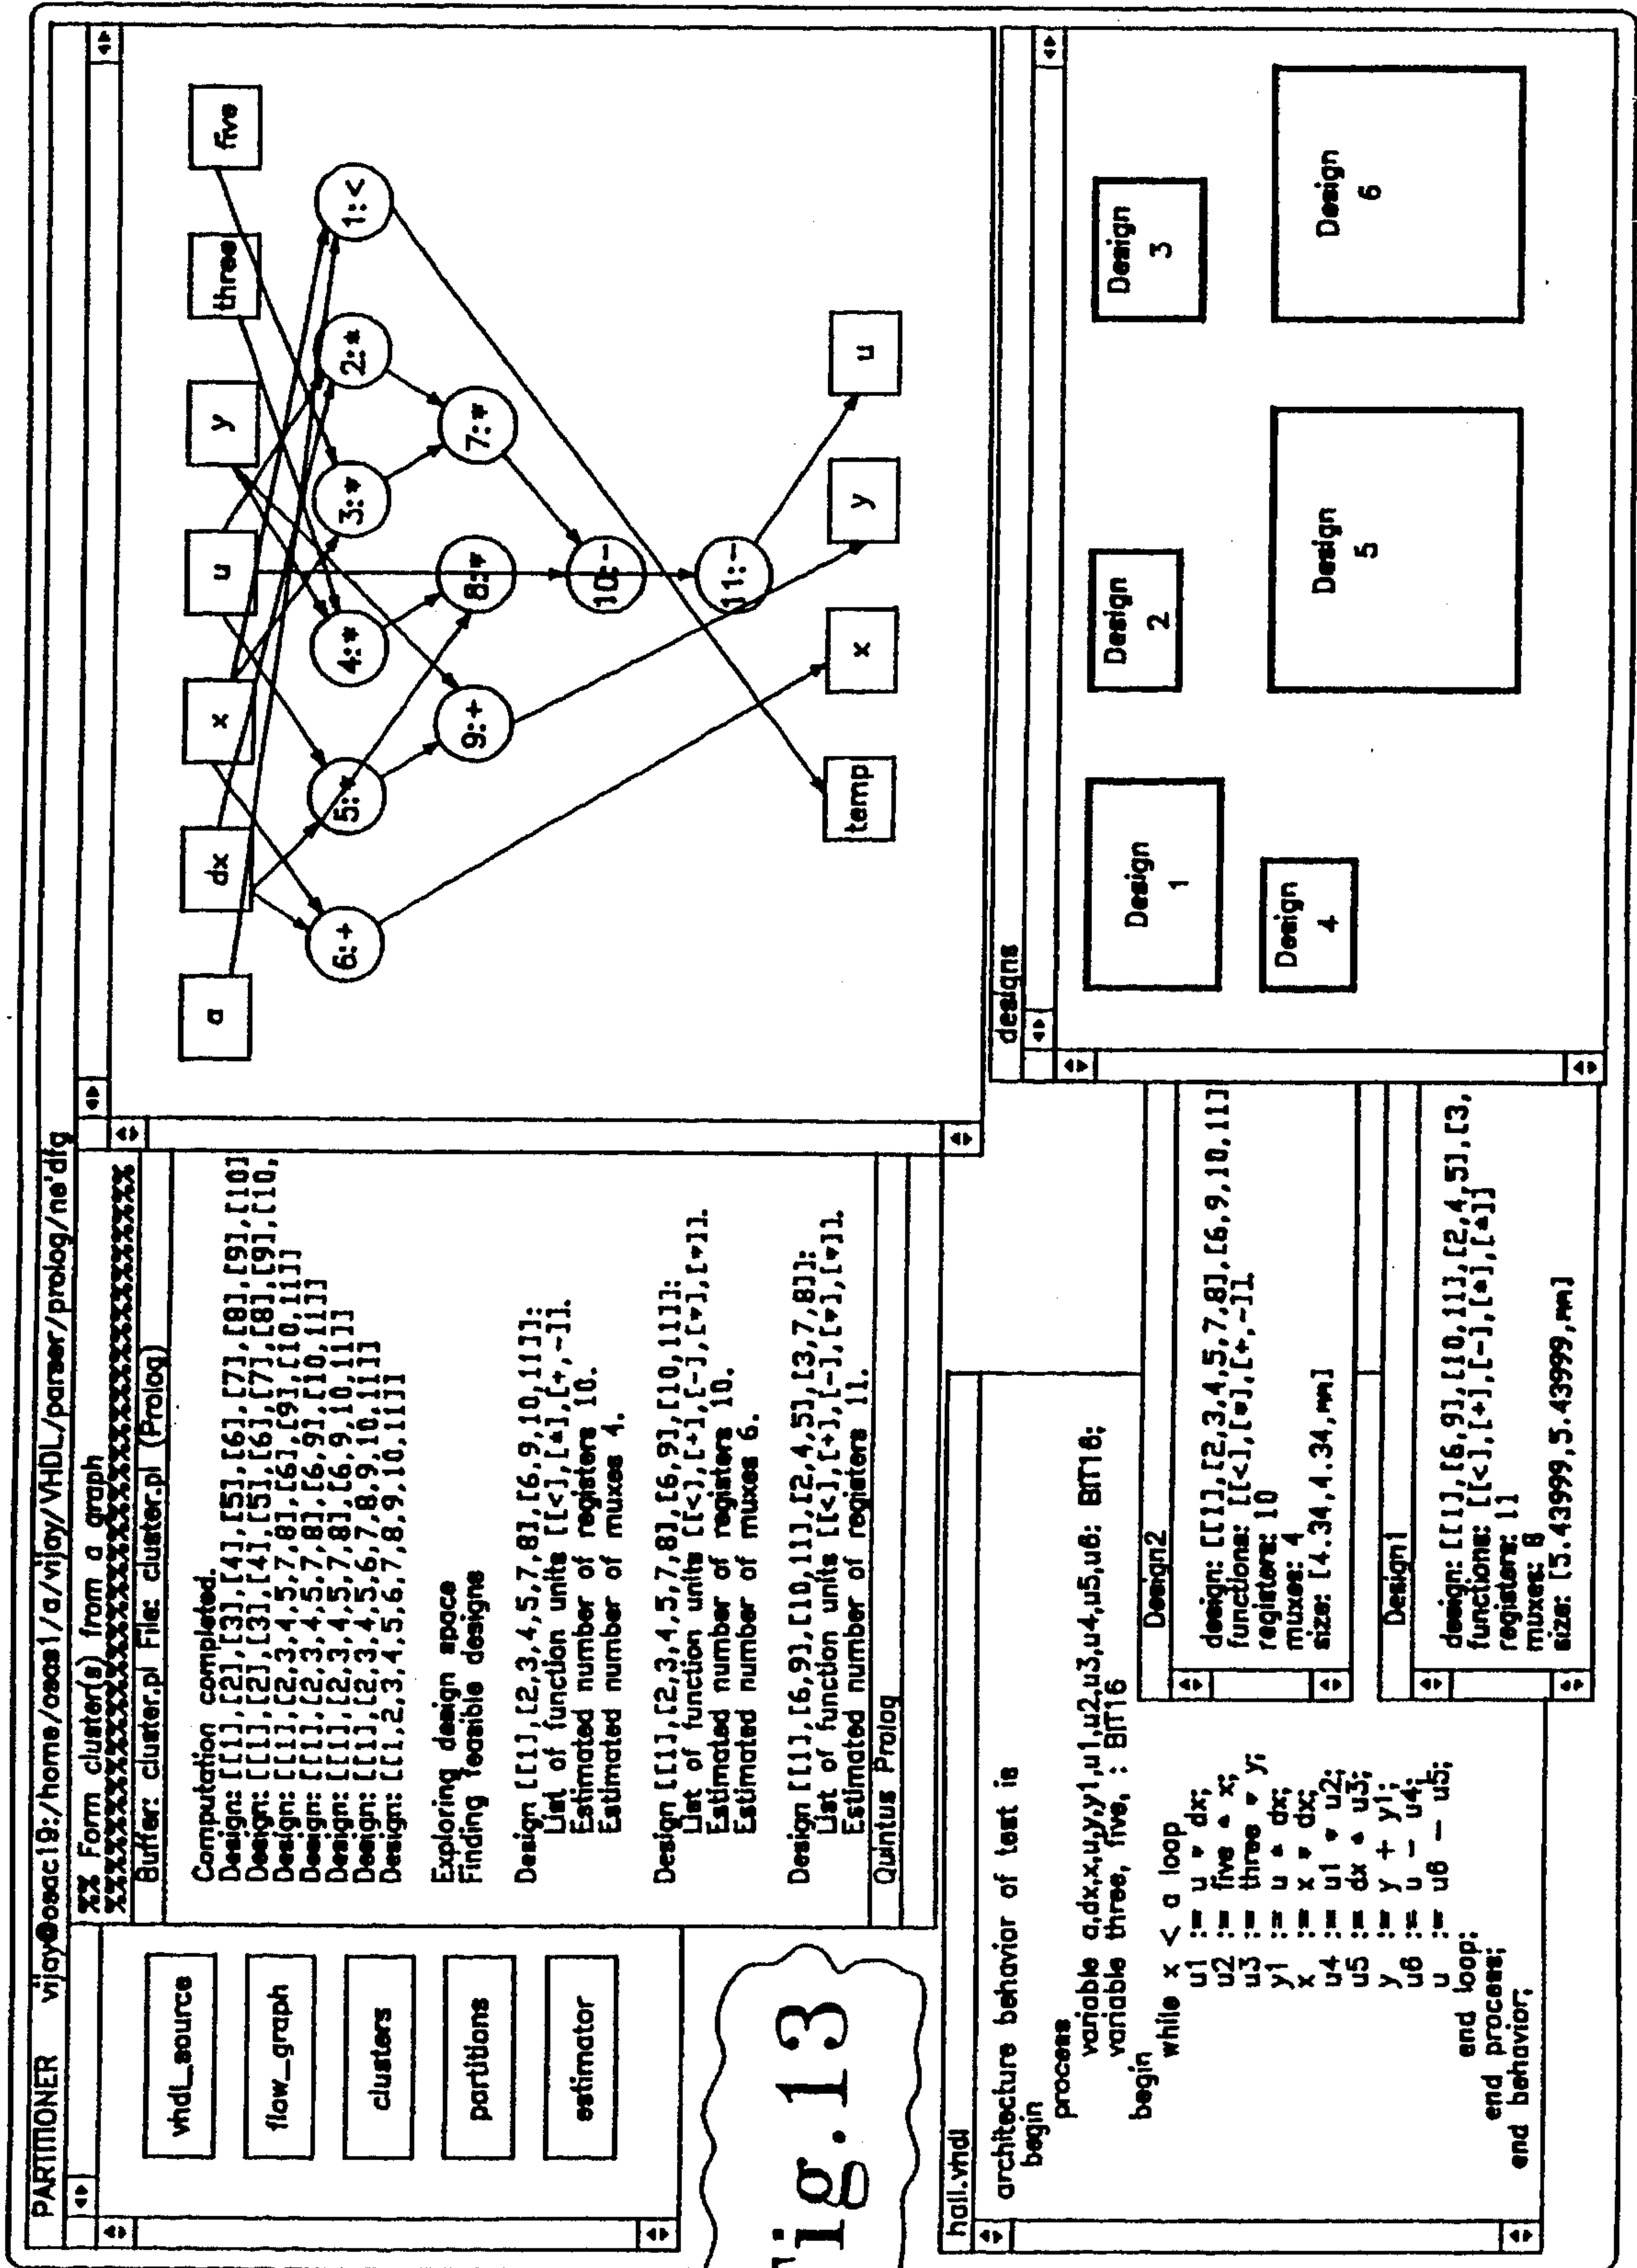 PARTITIONER vijay@osac19:/home/osos1/a/vijay/VHDL/parser/prolog/ne'dfg
vhdl_source
flow_graph
clusters
partitions
estimator
%% Form cluster(s) from a graph
Buffer: cluster.pl File: cluster.pl (Prolog)
Computation completed.
Design: [[1],[2],[3],[4],[5],[6],[7],[8],[9],[10]
Design: [[1],[2],[3],[4],[5],[6],[7],[8],[9],[10,
Design: [[1],[2,3,4,5,7,8],[6],[9],[10,11]]
Design: [[1],[2,3,4,5,7,8],[6,9],[10,11]]
Design: [[1],[2,3,4,5,7,8],[6,9,10,11]]
Design: [[1],[2,3,4,5,6,7,8,9,10,11]]
Design: [[1,2,3,4,5,6,7,8,9,10,11]]
Exploring design space
Finding feasible designs
Design [[1],[2,3,4,5,7,8],[6,9,10,11]]:
List of function units [[<],[*],[+,-]].
Estimated number of registers 10.
Estimated number of muxes 4.
Design [[1],[2,3,4,5,7,8],[6,9],[10,11]]:
List of function units [[<],[+],[-],[*],[*]].
Estimated number of registers 10.
Estimated number of muxes 6.
Design [[1],[6,9],[10,11],[2,4,5],[3,7,8]]:
List of function units [[<],[+],[-],[*],[*]].
Estimated number of registers 11.
Quintus Prolog
a
dx
x
u
y
three
five
6:+
5:*
4:*
3:*
2:*
1:<
9:+
8:*
7:*
10:-
11:-
temp
x
y
u
ig.13
hall.vhdl
architecture behavior of test is
begin
process
variable a,dx,x,u,y,y1,u1,u2,u3,u4,u5,u6: BIT16;
variable three, five, : BIT16
begin
while x < a loop
u1 := u * dx;
u2 := five * x;
u3 := three * y;
y1 := u * dx;
x := x * dx;
u4 := u1 * u2;
u5 := dx * u3;
y := y + y1;
u6 := u - u4;
u := u6 - u5;
end loop;
end process;
end behavior;
Design2
design: [[1],[2,3,4,5,7,8],[6,9,10,11]
functions: [[<],[*],[+,-]]
registers: 10
muxes: 4
size: [4.34,4.34,mm]
Design1
design: [[1],[6,9],[10,11],[2,4,5],[3,
functions: [[<],[+],[-],[*],[*]]
registers: 11
muxes: 8
size: [5.43999,5.43999,mm]
designs
Design
1
Design
2
Design
3
Design
4
Design
5
Design
6